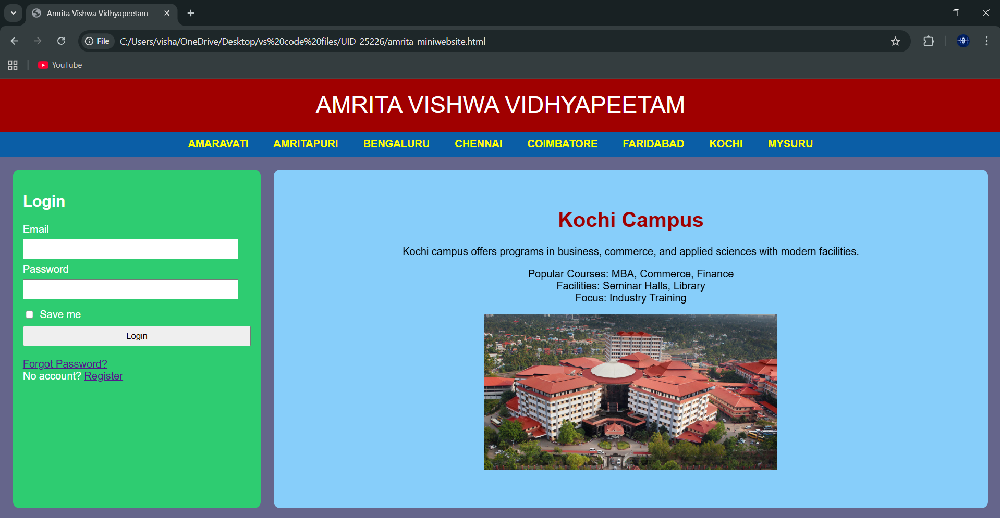 Amrita Vishwa Vidhyapeetam
File C:/Users/visha/OneDrive/Desktop/vs%20code%20files/UID_25226/amrita_miniwebsite.html
YouTube
AMRITA VISHWA VIDHYAPEETAM
AMARAVATI AMRITAPURI BENGALURU CHENNAI COIMBATORE FARIDABAD KOCHI MYSURU
Login
Email
Password
Save me
Login
Forgot Password?
No account? Register
Kochi Campus
Kochi campus offers programs in business, commerce, and applied sciences with modern facilities.
Popular Courses: MBA, Commerce, Finance
Facilities: Seminar Halls, Library
Focus: Industry Training